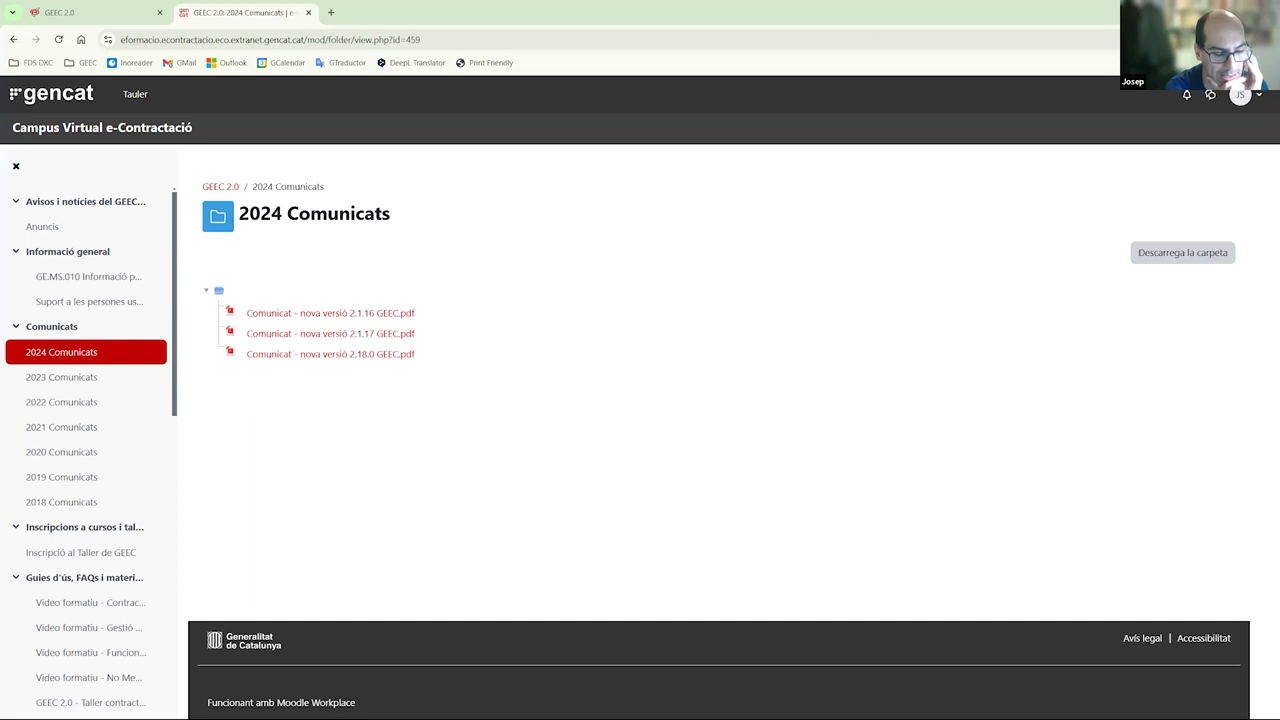 GEEC 2.0
GEEC 2.0: 2024 Comunicats | e-
eformacio.econtractacio.eco.extranet.gencat.cat/mod/folder/view.php?id=459
FDS DXC
GEEC
Inoreader
GMail
Outlook
GCalendar
GTraductor
DeepL Translator
Print Friendly
Josep
gencat
Tauler
JS
Campus Virtual e-Contractació
Avisos i notícies del GEEC...
Anuncis
Informació general
GE.MS.010 Informació p...
Suport a les persones us...
Comunicats
2024 Comunicats
2023 Comunicats
2022 Comunicats
2021 Comunicats
2020 Comunicats
2019 Comunicats
2018 Comunicats
Inscripcions a cursos i tal...
Inscripció al Taller de GEEC
Guies d'ús, FAQs i materi...
Video formatiu - Contrac...
Video formatiu - Gestió ...
Video formatiu - Funcion...
Video formatiu - No Me...
GEEC 2.0 - Taller contract...
GEEC 2.0 / 2024 Comunicats
2024 Comunicats
Descarrega la carpeta
Comunicat - nova versió 2.1.16 GEEC.pdf
Comunicat - nova versió 2.1.17 GEEC.pdf
Comunicat - nova versió 2.18.0 GEEC.pdf
Generalitat
de Catalunya
Avís legal | Accessibilitat
Funcionant amb Moodle Workplace